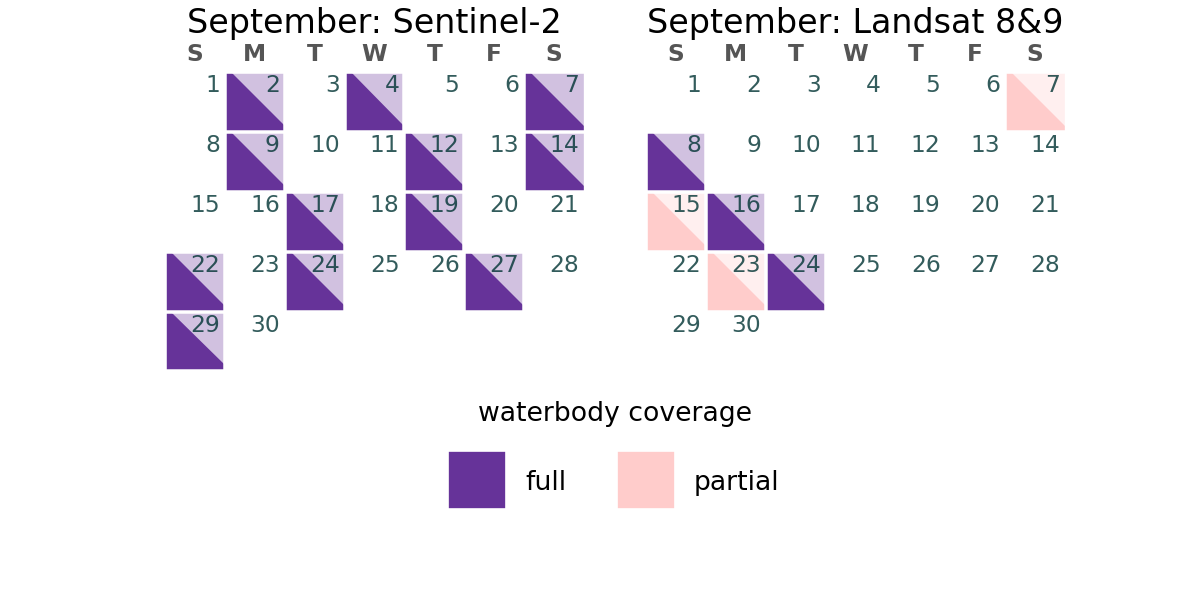 September: Sentinel-2
S M T W T F S
1 2 3 4 5 6 7
8 9 10 11 12 13 14
15 16 17 18 19 20 21
22 23 24 25 26 27 28
29 30
September: Landsat 8&9
S M T W T F S
1 2 3 4 5 6 7
8 9 10 11 12 13 14
15 16 17 18 19 20 21
22 23 24 25 26 27 28
29 30
waterbody coverage
full
partial